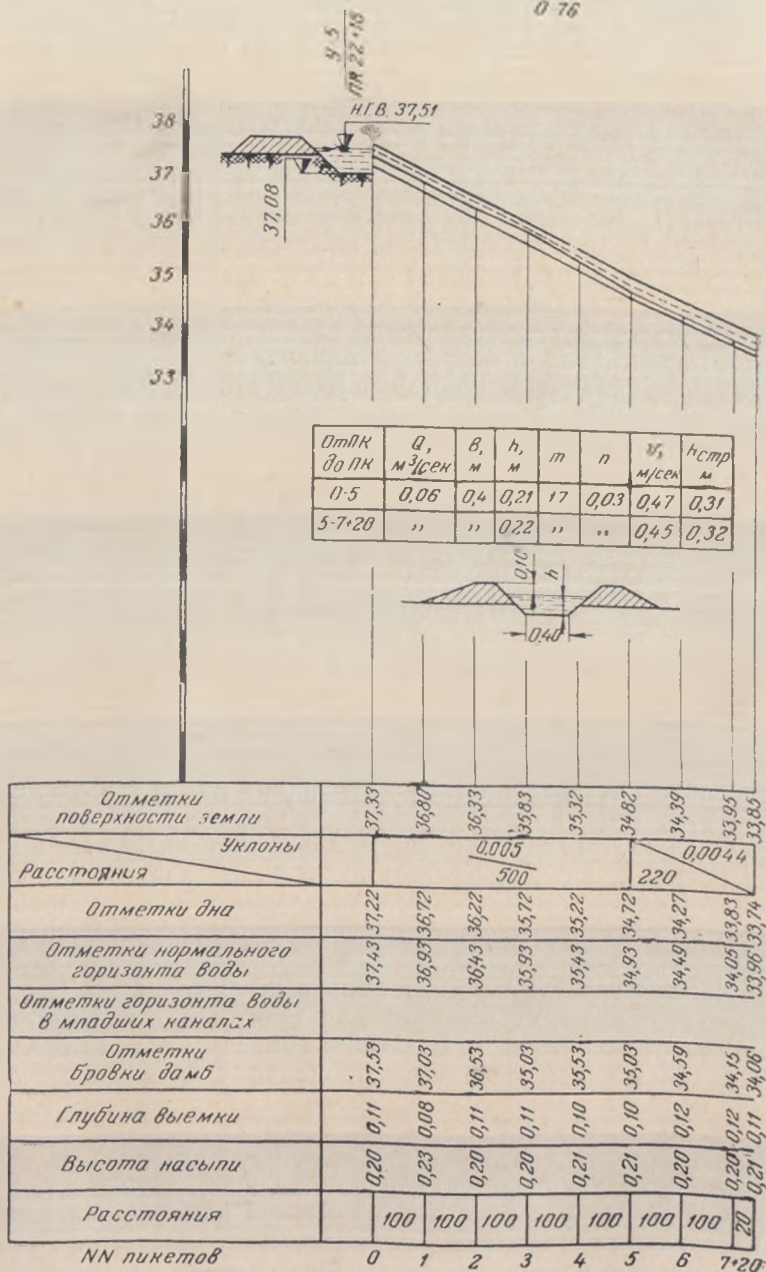 0-76
У-5
ПК 22+18
Н.Г.В. 37,51
38
37
36
35
34
33
37,08
От ПК до ПК Q, м³/сек в, м h, м m n v, м/сек hстр м
0-5 0,06 0,4 0,21 17 0,03 0,47 0,31
5-7+20 ,, ,, 0,22 ,, ,, 0,45 0,32
0,10 h
0,40
Отметки поверхности земли 37,33 36,80 36,33 35,83 35,32 34,82 34,39 33,95 33,85
Уклоны 0.005 0,0044
Расстояния 500 220
Отметки дна 37,22 36,72 36,22 35,72 35,22 34,72 34,27 33,83 33,74
Отметки нормального горизонта воды 37,43 36,93 36,43 35,93 35,43 34,93 34,49 34,05 33,96
Отметки горизонта воды в младших каналах
Отметки бровки дамб 37,53 37,03 36,53 35,03 35,53 35,03 34,59 34,15 34,06
Глубина выемки 0,11 0,08 0,11 0,11 0,10 0,10 0,12 0,12 0,11
Высота насыпи 0,20 0,23 0,20 0,20 0,21 0,21 0,20 0,20 0,21
Расстояния 100 100 100 100 100 100 100 20
NN пикетов 0 1 2 3 4 5 6 7+20